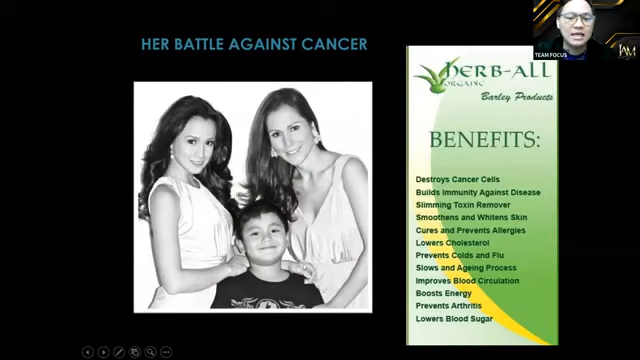 HER BATTLE AGAINST CANCER
TEAM FOCUS
IAM
HERB-ALL
ORGANIC
Barley Products
BENEFITS:
Destroys Cancer Cells
Builds Immunity Against Disease
Slimming Toxin Remover
Smoothens and Whitens Skin
Cures and Prevents Allergies
Lowers Cholesterol
Prevents Colds and Flu
Slows and Ageing Process
Improves Blood Circulation
Boosts Energy
Prevents Arthritis
Lowers Blood Sugar